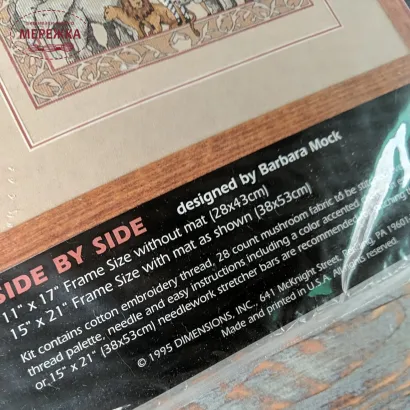 МЕРЕЖКА
SIDE BY SIDE
designed by Barbara Mock
11" x 17" Frame Size without mat (28x43cm)
15" x 21" Frame Size with mat as shown (38x53cm)
Kit contains cotton embroidery thread, 28 count mushroom fabric to be
thread palette, needle and easy instructions including a color accented
or 15" x 21" (38x53cm) needlework stretcher bars are recommended
© 1995 DIMENSIONS, INC., 641 McKnight Street, PA 19601
Made and printed in U.S.A. All rights reserved.